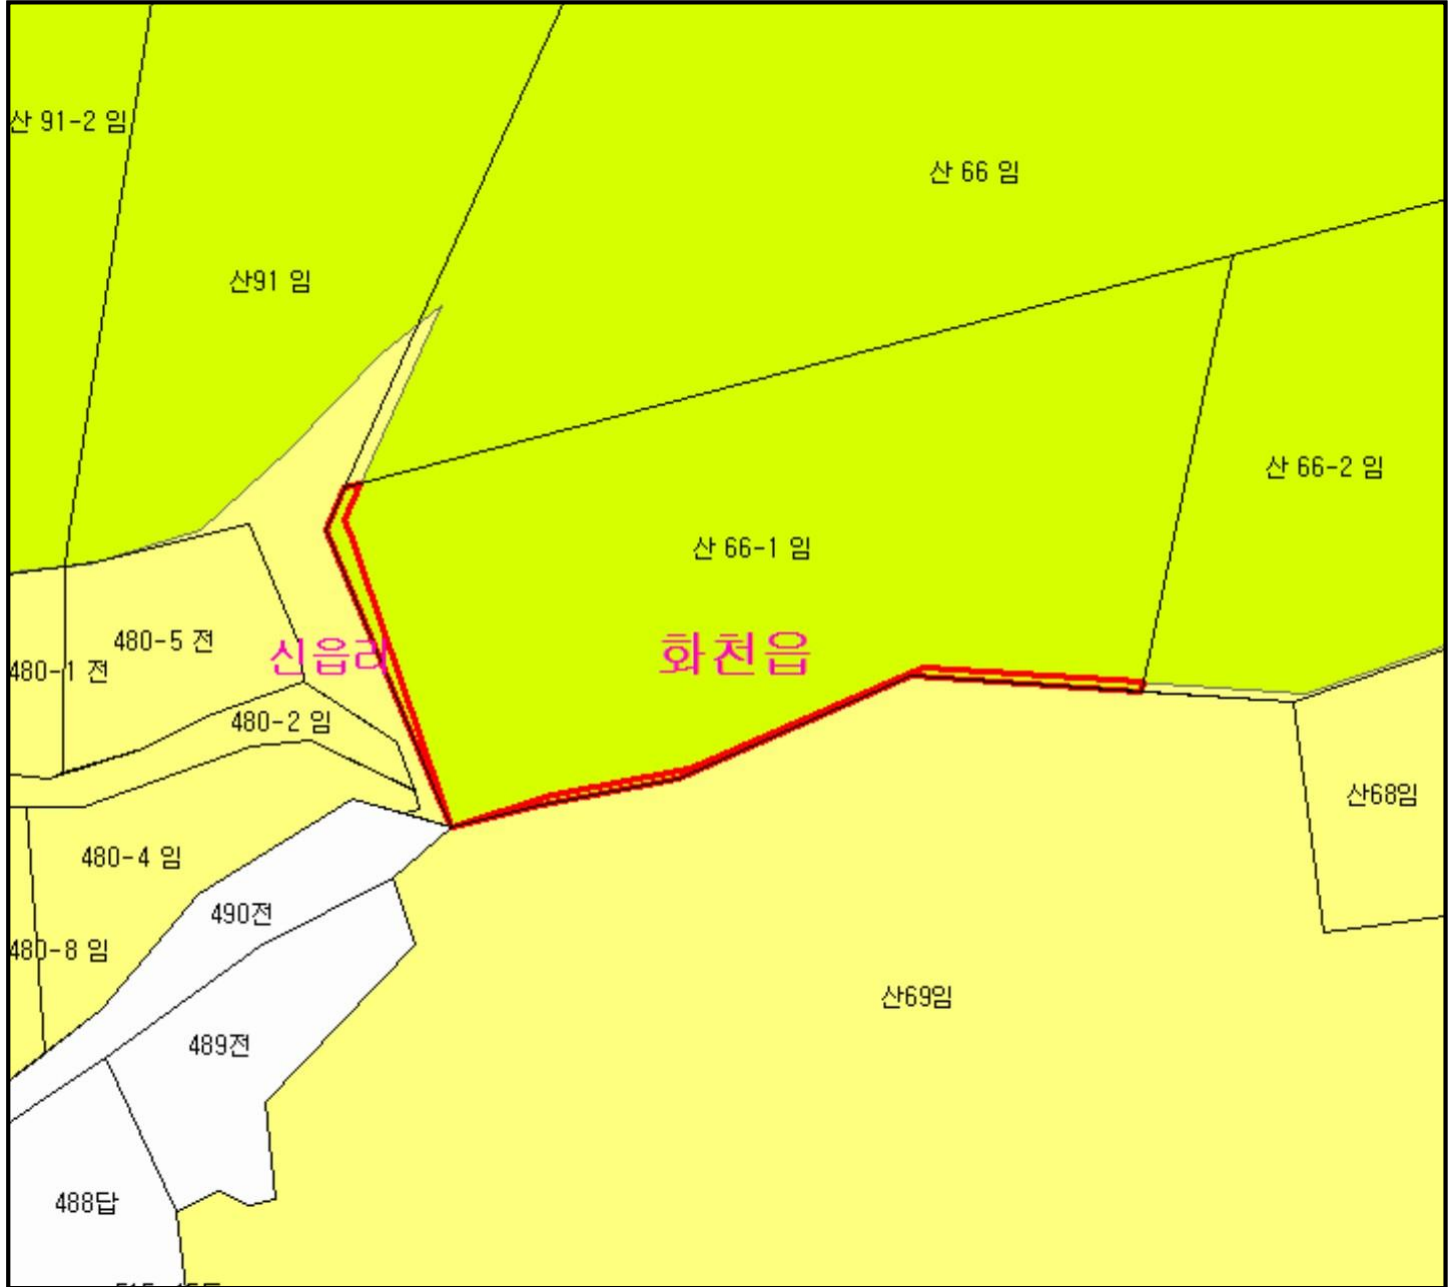 산 91-2 임
산 66 임
산91 임
산 66-2 임
산 66-1 임
480-5 전
신읍리
화천읍
480-1 전
480-2 임
산68임
480-4 임
490전
480-8 임
산69임
489전
488답